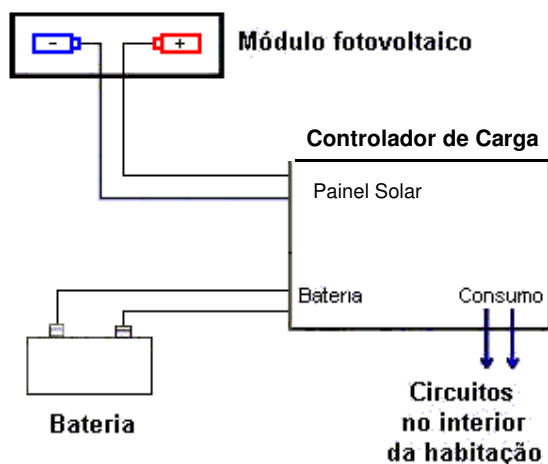 - +
Módulo fotovoltaico
Controlador de Carga
Painel Solar
Bateria
Consumo
Bateria
Circuitos
no interior
da habitação